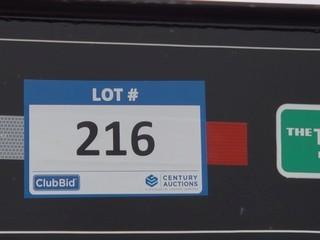 LOT #
216
ClubBid
CENTURY
AUCTIONS
THE